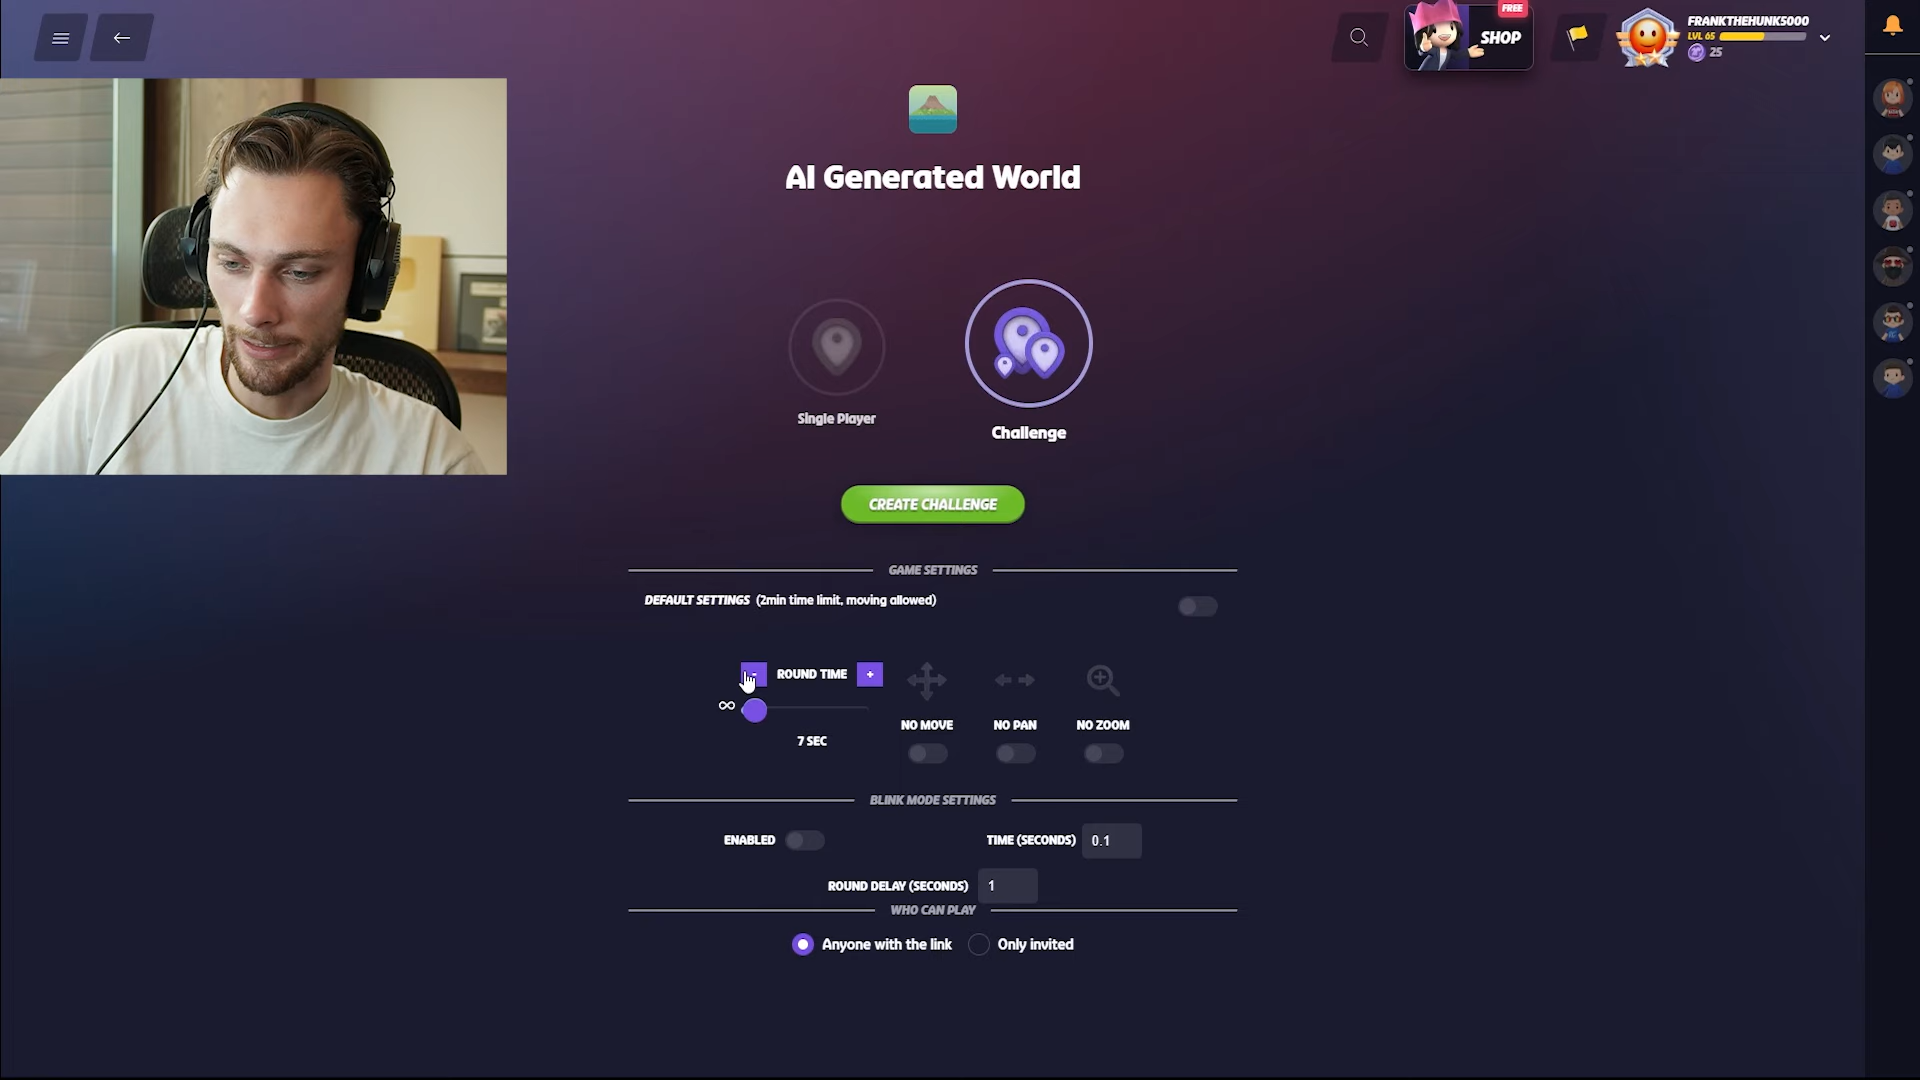 FREE
SHOP
FRANKTHEHUNK5000
LVL 65
25
AI Generated World
Single Player
Challenge
CREATE CHALLENGE
GAME SETTINGS
DEFAULT SETTINGS (2min time limit, moving allowed)
ROUND TIME +
∞
7 SEC
NO MOVE
NO PAN
NO ZOOM
BLINK MODE SETTINGS
ENABLED
TIME (SECONDS) 0.1
ROUND DELAY (SECONDS) 1
WHO CAN PLAY
Anyone with the link
Only invited